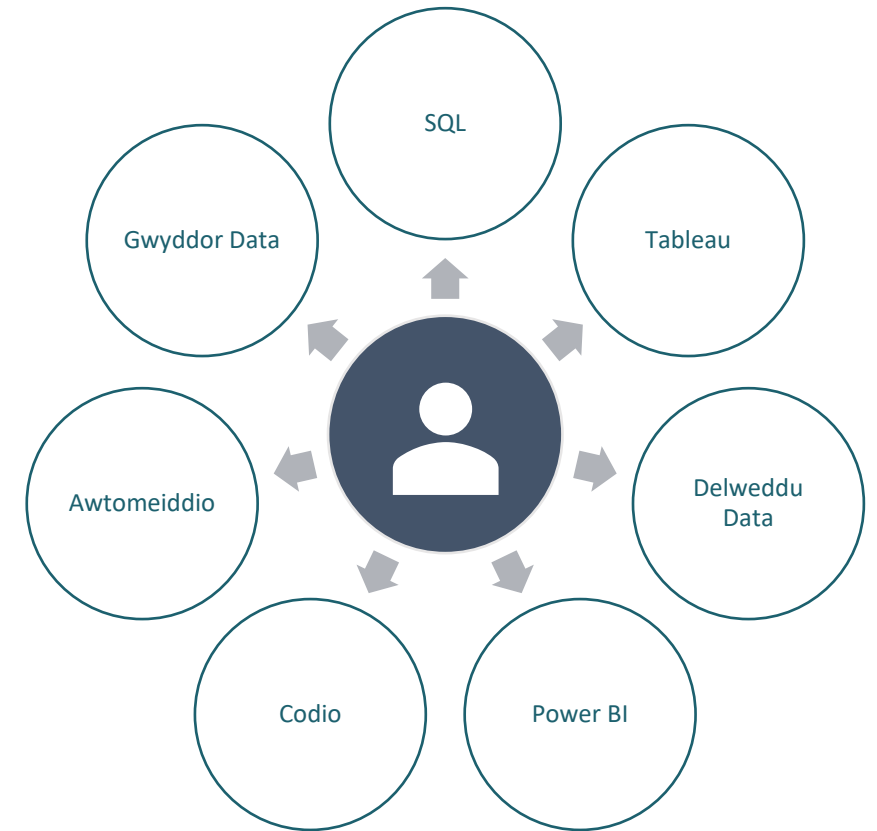 SQL
Tableau
Delweddu
Data
Power BI
Codio
Awtomeiddio
Gwyddor Data